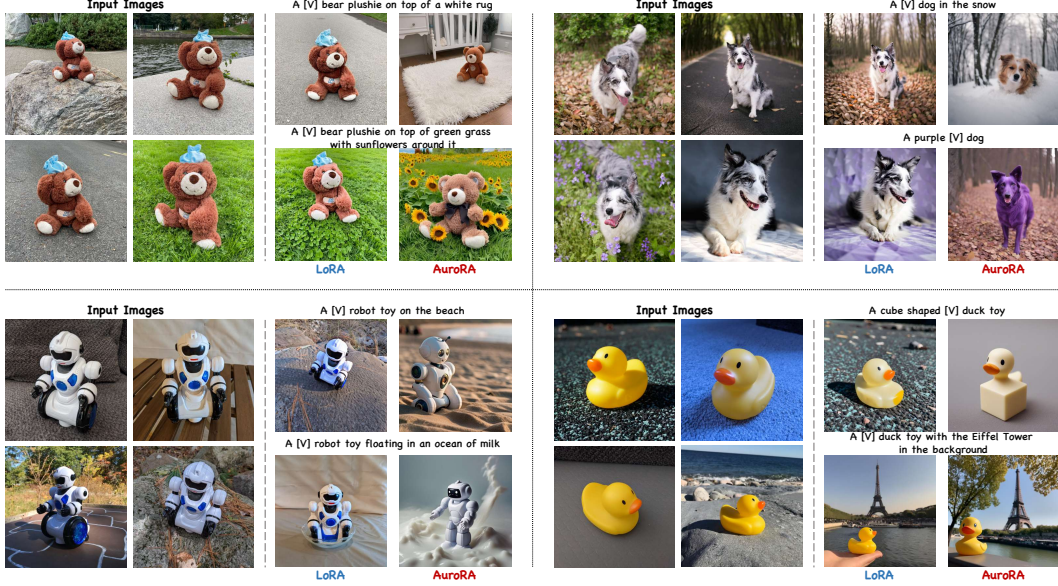 Input Images
A [V] bear plushie on top of a white rug
A [V] bear plushie on top of green grass
with sunflowers around it
LoRA
AuroRA
Input Images
A [V] dog in the snow
A purple [V] dog
LoRA
AuroRA
Input Images
A [V] robot toy on the beach
A [V] robot toy floating in an ocean of milk
LoRA
AuroRA
Input Images
A cube shaped [V] duck toy
A [V] duck toy with the Eiffel Tower
in the background
LoRA
AuroRA